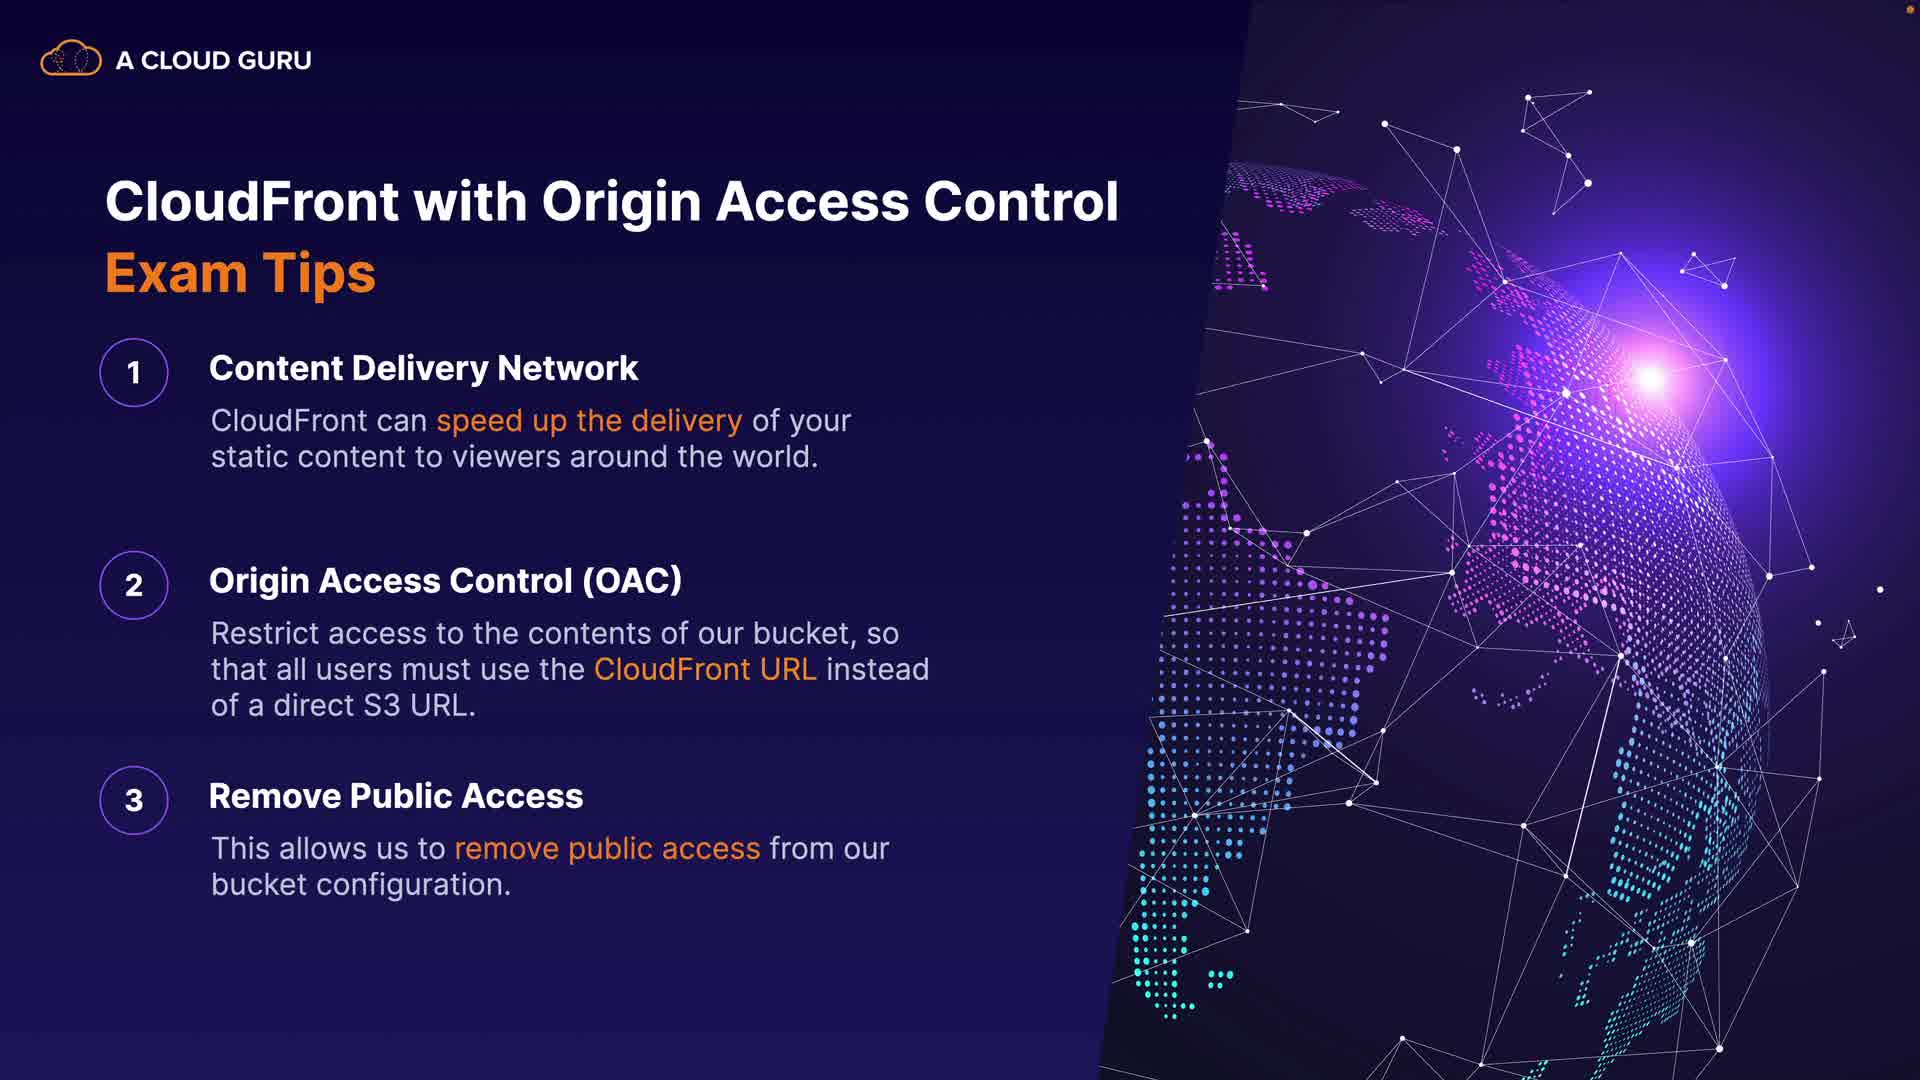 A CLOUD GURU
CloudFront with Origin Access Control
Exam Tips
1
Content Delivery Network
CloudFront can speed up the delivery of your
static content to viewers around the world.
2
Origin Access Control (OAC)
Restrict access to the contents of our bucket, so
that all users must use the CloudFront URL instead
of a direct S3 URL.
3
Remove Public Access
This allows us to remove public access from our
bucket configuration.